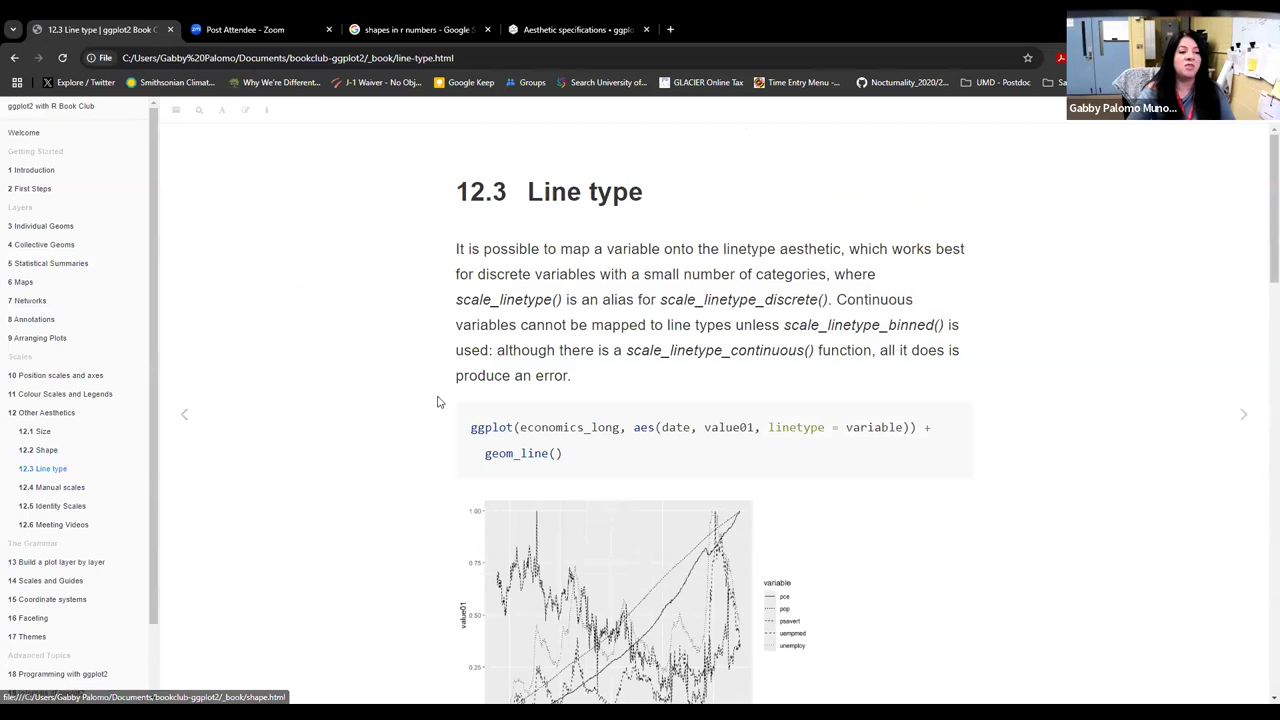 12.3 Line type | ggplot2 Book C
Post Attendee - Zoom
shapes in r numbers - Google S
Aesthetic specifications • ggplo
File
C:/Users/Gabby%20Palomo/Documents/bookclub-ggplot2/_book/line-type.html
Explore / Twitter
Smithsonian Climat...
Why We're Different...
J-1 Waiver - No Obj...
Google Keep
Groups
Search University of...
GLACIER Online Tax
Time Entry Menu -...
Nocturnality_2020/2...
UMD - Postdoc
Sa
Gabby Palomo Muno...
ggplot2 with R Book Club
Welcome
Getting Started
1 Introduction
2 First Steps
Layers
3 Individual Geoms
4 Collective Geoms
5 Statistical Summaries
6 Maps
7 Networks
8 Annotations
9 Arranging Plots
Scales
10 Position scales and axes
11 Colour Scales and Legends
12 Other Aesthetics
12.1 Size
12.2 Shape
12.3 Line type
12.4 Manual scales
12.5 Identity Scales
12.6 Meeting Videos
The Grammar
13 Build a plot layer by layer
14 Scales and Guides
15 Coordinate systems
16 Faceting
17 Themes
Advanced Topics
18 Programming with ggplot2
file:///C:/Users/Gabby Palomo/Documents/bookclub-ggplot2/_book/shape.html
12.3 Line type
It is possible to map a variable onto the linetype aesthetic, which works best
for discrete variables with a small number of categories, where
scale_linetype() is an alias for scale_linetype_discrete(). Continuous
variables cannot be mapped to line types unless scale_linetype_binned() is
used: although there is a scale_linetype_continuous() function, all it does is
produce an error.
ggplot(economics_long, aes(date, value01, linetype = variable)) +
geom_line()
1.00
0.75
0.50
0.25
value01
variable
pce
pop
psavert
uempmed
unemploy